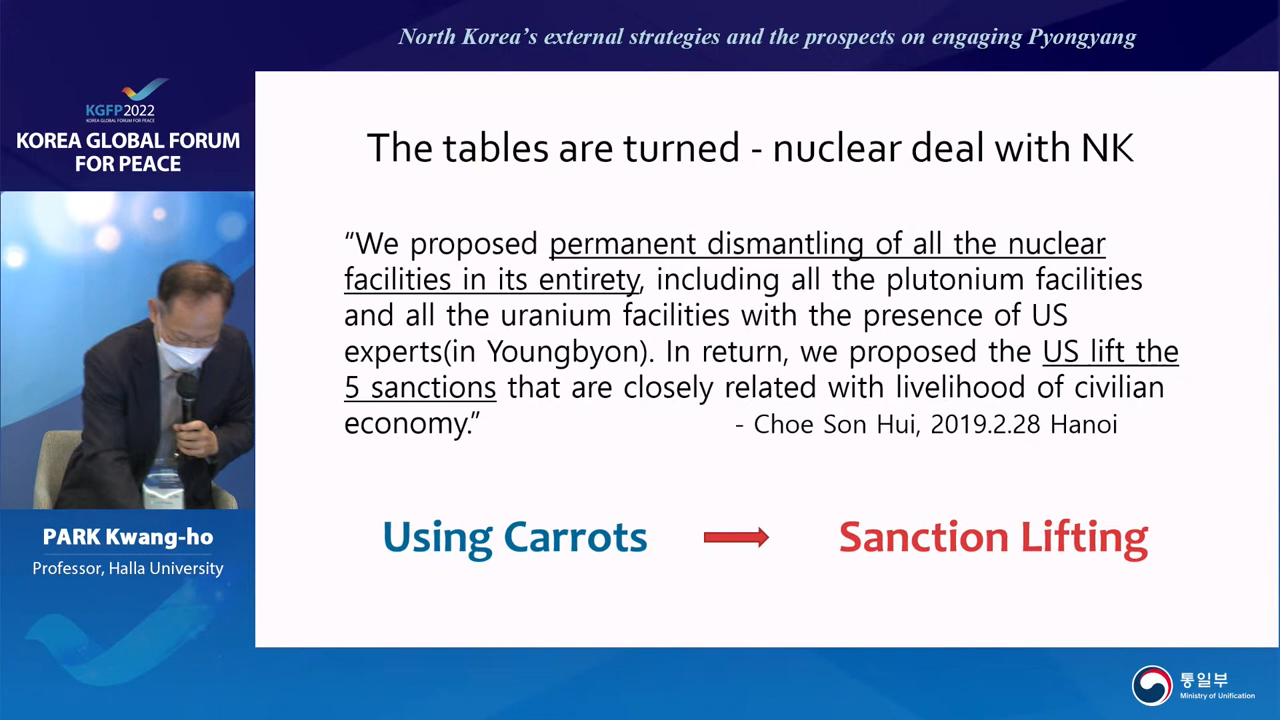 North Korea's external strategies and the prospects on engaging Pyongyang
KGFP2022
KOREA GLOBAL FORUM FOR PEACE
KOREA GLOBAL FORUM
FOR PEACE
The tables are turned - nuclear deal with NK
“We proposed permanent dismantling of all the nuclear
facilities in its entirety, including all the plutonium facilities
and all the uranium facilities with the presence of US
experts(in Youngbyon). In return, we proposed the US lift the
5 sanctions that are closely related with livelihood of civilian
economy.”
- Choe Son Hui, 2019.2.28 Hanoi
Using Carrots
Sanction Lifting
PARK Kwang-ho
Professor, Halla University
통일부
Ministry of Unification